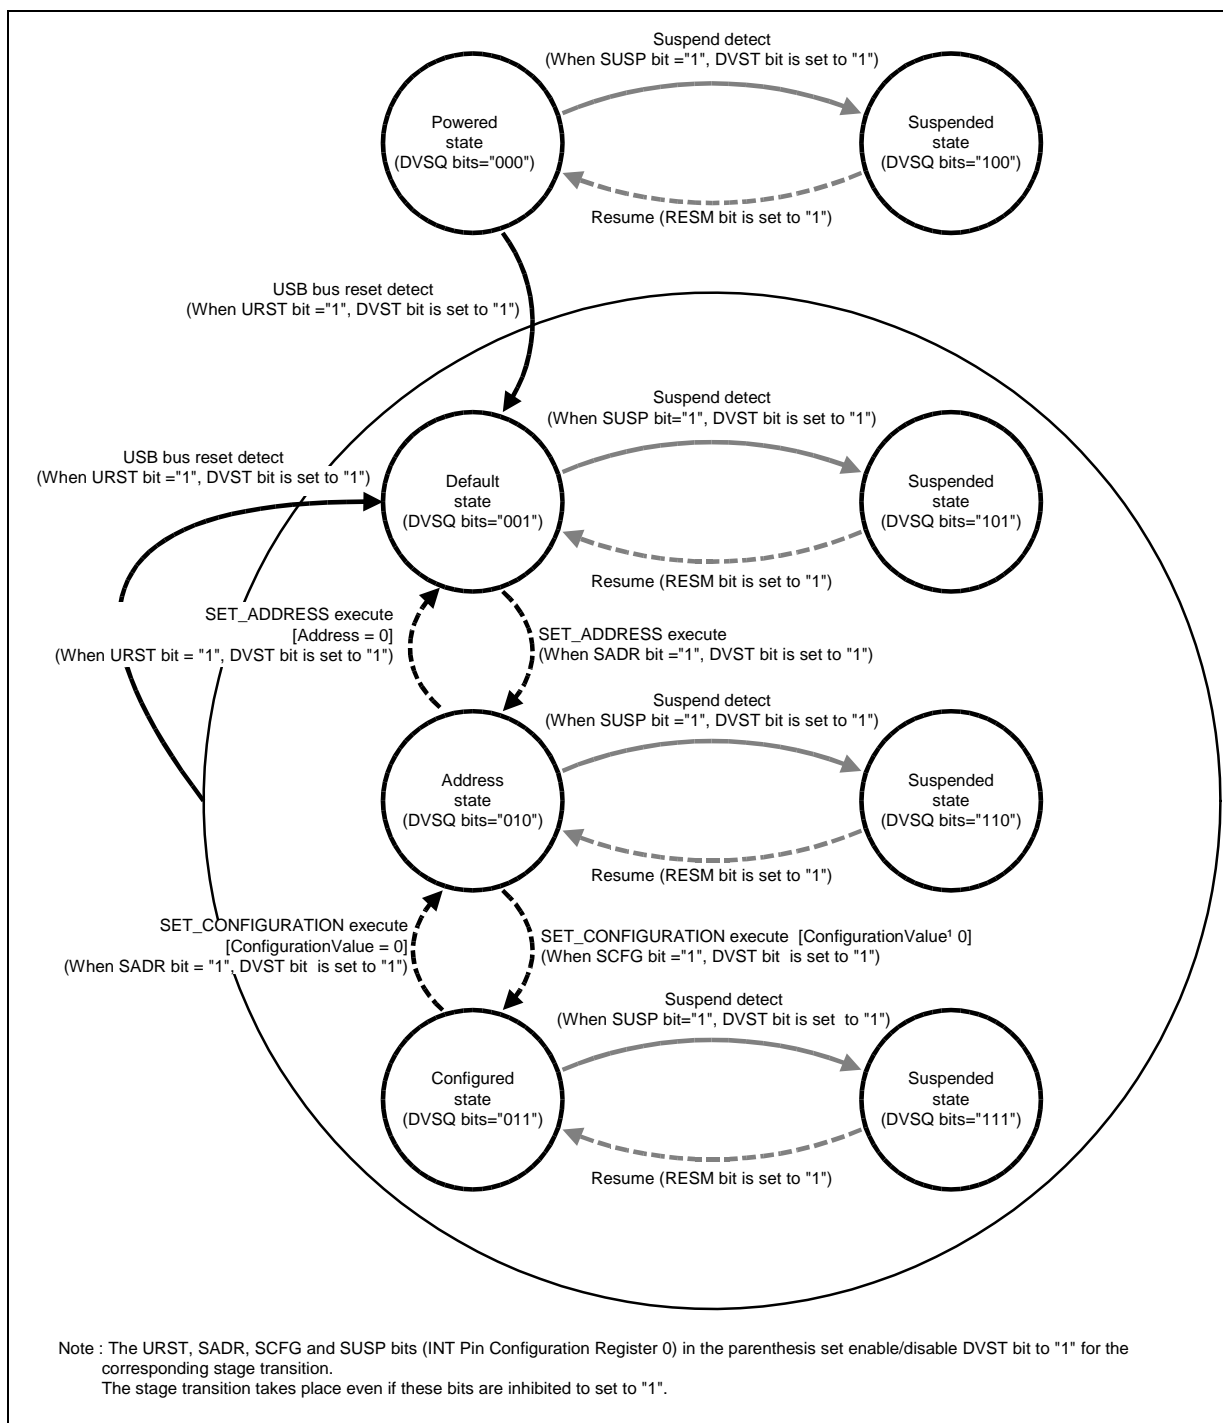 Suspend detect
(When SUSP bit ="1", DVST bit is set to "1")
Powered
state
(DVSQ bits="000")
Suspended
state
(DVSQ bits="100")
Resume (RESM bit is set to "1")
USB bus reset detect
(When URST bit ="1", DVST bit is set to "1")
Suspend detect
(When SUSP bit="1", DVST bit is set to "1")
USB bus reset detect
(When URST bit ="1", DVST bit is set to "1")
Default
state
(DVSQ bits="001")
Suspended
state
(DVSQ bits="101")
Resume (RESM bit is set to "1")
SET_ADDRESS execute
[Address = 0]
(When URST bit = "1", DVST bit is set to "1")
SET_ADDRESS execute
(When SADR bit ="1", DVST bit is set to "1")
Suspend detect
(When SUSP bit ="1", DVST bit is set to "1")
Address
state
(DVSQ bits="010")
Suspended
state
(DVSQ bits="110")
Resume (RESM bit is set to "1")
SET_CONFIGURATION execute
[ConfigurationValue = 0]
(When SADR bit = "1", DVST bit  is set to "1")
SET_CONFIGURATION execute  [ConfigurationValue¹ 0]
(When SCFG bit ="1", DVST bit  is set to "1")
Suspend detect
(When SUSP bit="1", DVST bit is set  to "1")
Configured
state
(DVSQ bits="011")
Suspended
state
(DVSQ bits="111")
Resume (RESM bit is set to "1")
Note : The URST, SADR, SCFG and SUSP bits (INT Pin Configuration Register 0) in the parenthesis set enable/disable DVST bit to "1" for the
corresponding stage transition.
The stage transition takes place even if these bits are inhibited to set to "1".